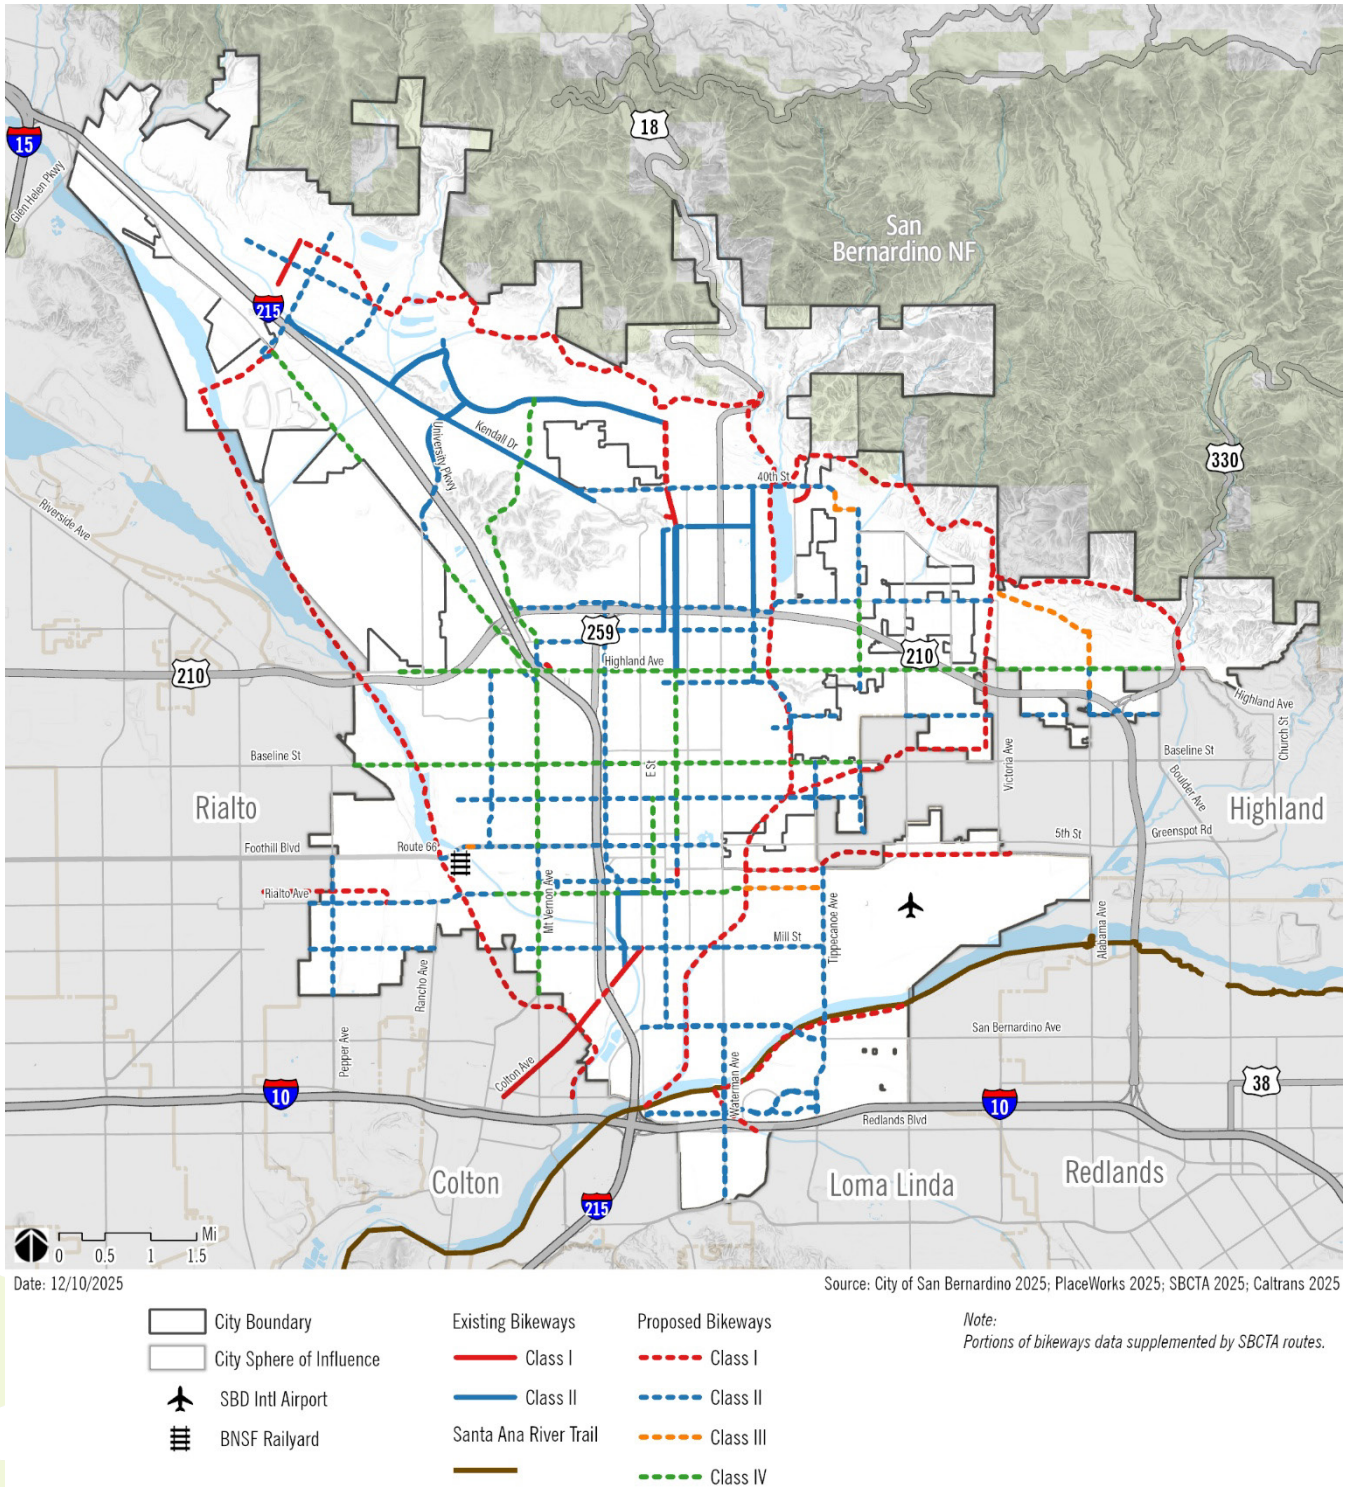 18
15
Glen Helen Pkwy
San
Bernardino NF
215
Kendall Dr
University Pkwy
40th St
330
Riverside Ave
259
210
Highland Ave
210
Highland Ave
Church St
Baseline St
E St
Victoria Ave
Baseline St
Boulder Ave
Rialto
Highland
Foothill Blvd
Route 66
5th St
Greenspot Rd
Rialto Ave
Mt Vernon Ave
Mill St
Tippecanoe Ave
Alabama Ave
Rancho Ave
Pepper Ave
San Bernardino Ave
Colton Ave
Waterman Ave
10
10
38
Redlands Blvd
Colton
Loma Linda
Redlands
215
Mi
0 0.5 1 1.5
Date: 12/10/2025
Source: City of San Bernardino 2025; PlaceWorks 2025; SBCTA 2025; Caltrans 2025
City Boundary
City Sphere of Influence
SBD Intl Airport
BNSF Railyard
Existing Bikeways
Class I
Class II
Santa Ana River Trail
Proposed Bikeways
Class I
Class II
Class III
Class IV
Note:
Portions of bikeways data supplemented by SBCTA routes.